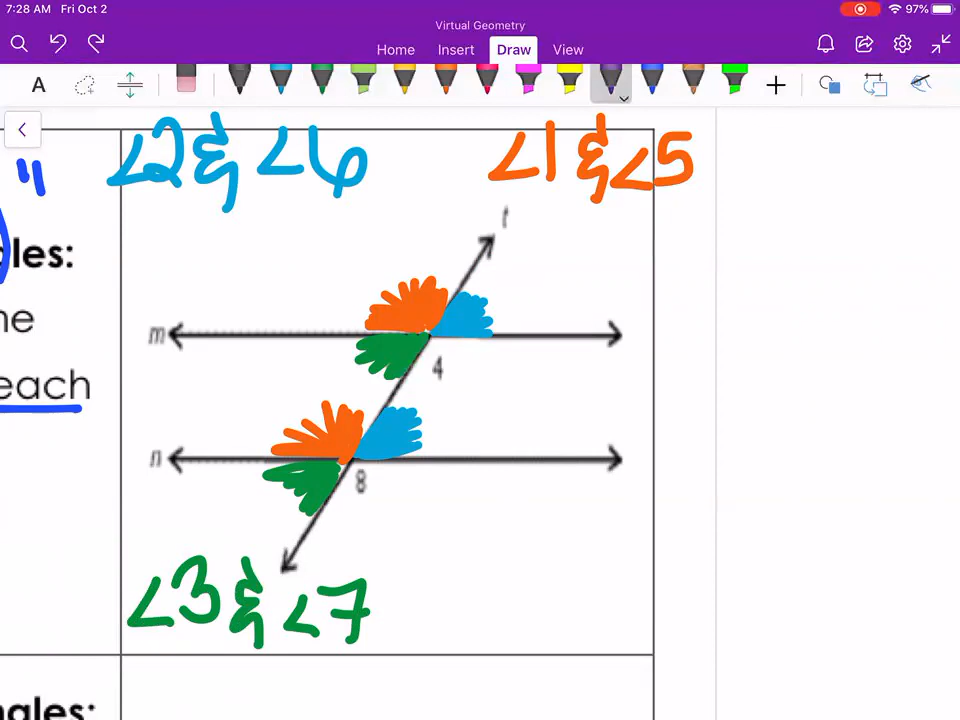 7:28 AM Fri Oct 2
97%
Virtual Geometry
Home Insert Draw View
A
<2 & <6
<1 & <5
"
t
les:
ne
each
m
4
n
8
<3 & <7
ngles: